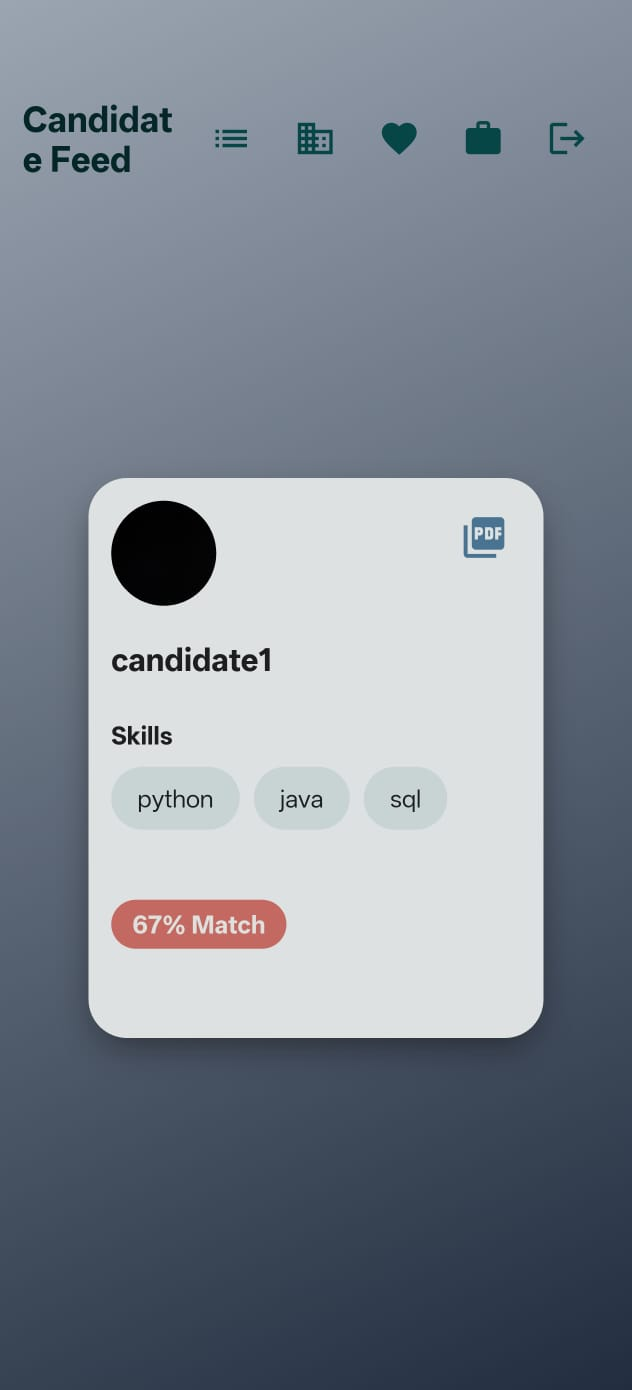 Candidat
e Feed
PDF
candidate1
Skills
python java sql
67% Match